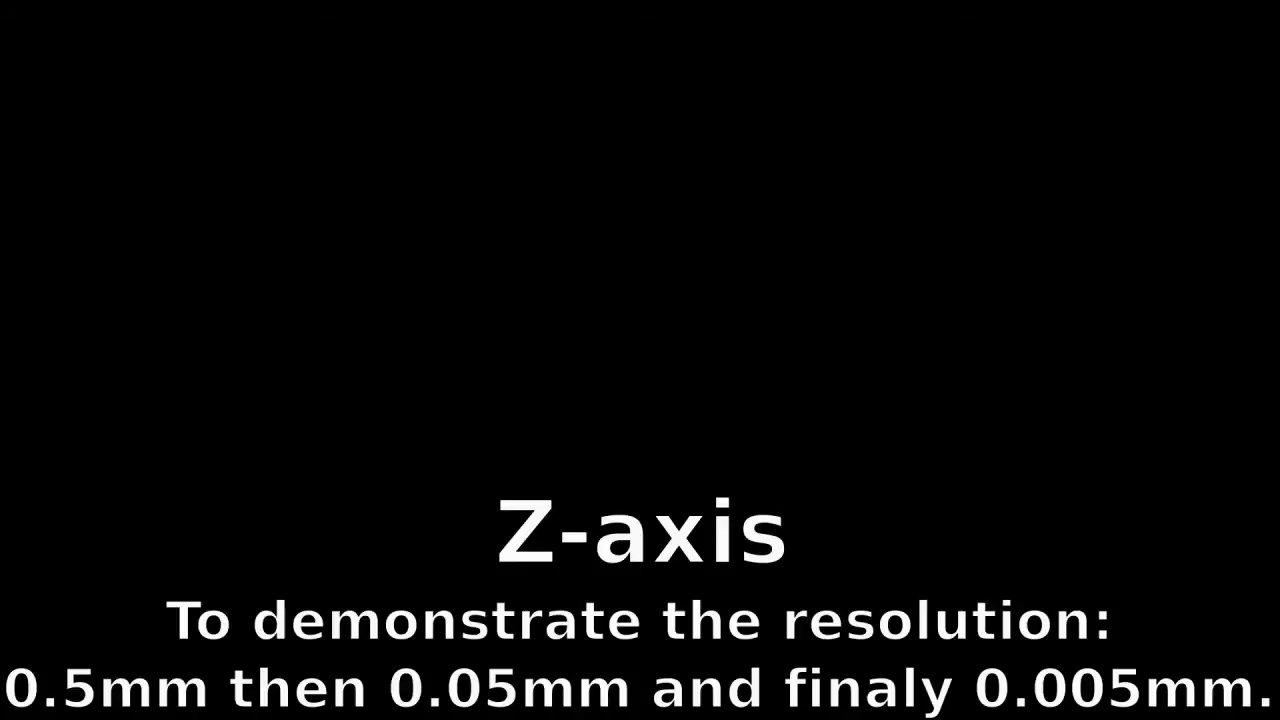 Z-axis
To demonstrate the resolution:
0.5mm then 0.05mm and finaly 0.005mm.